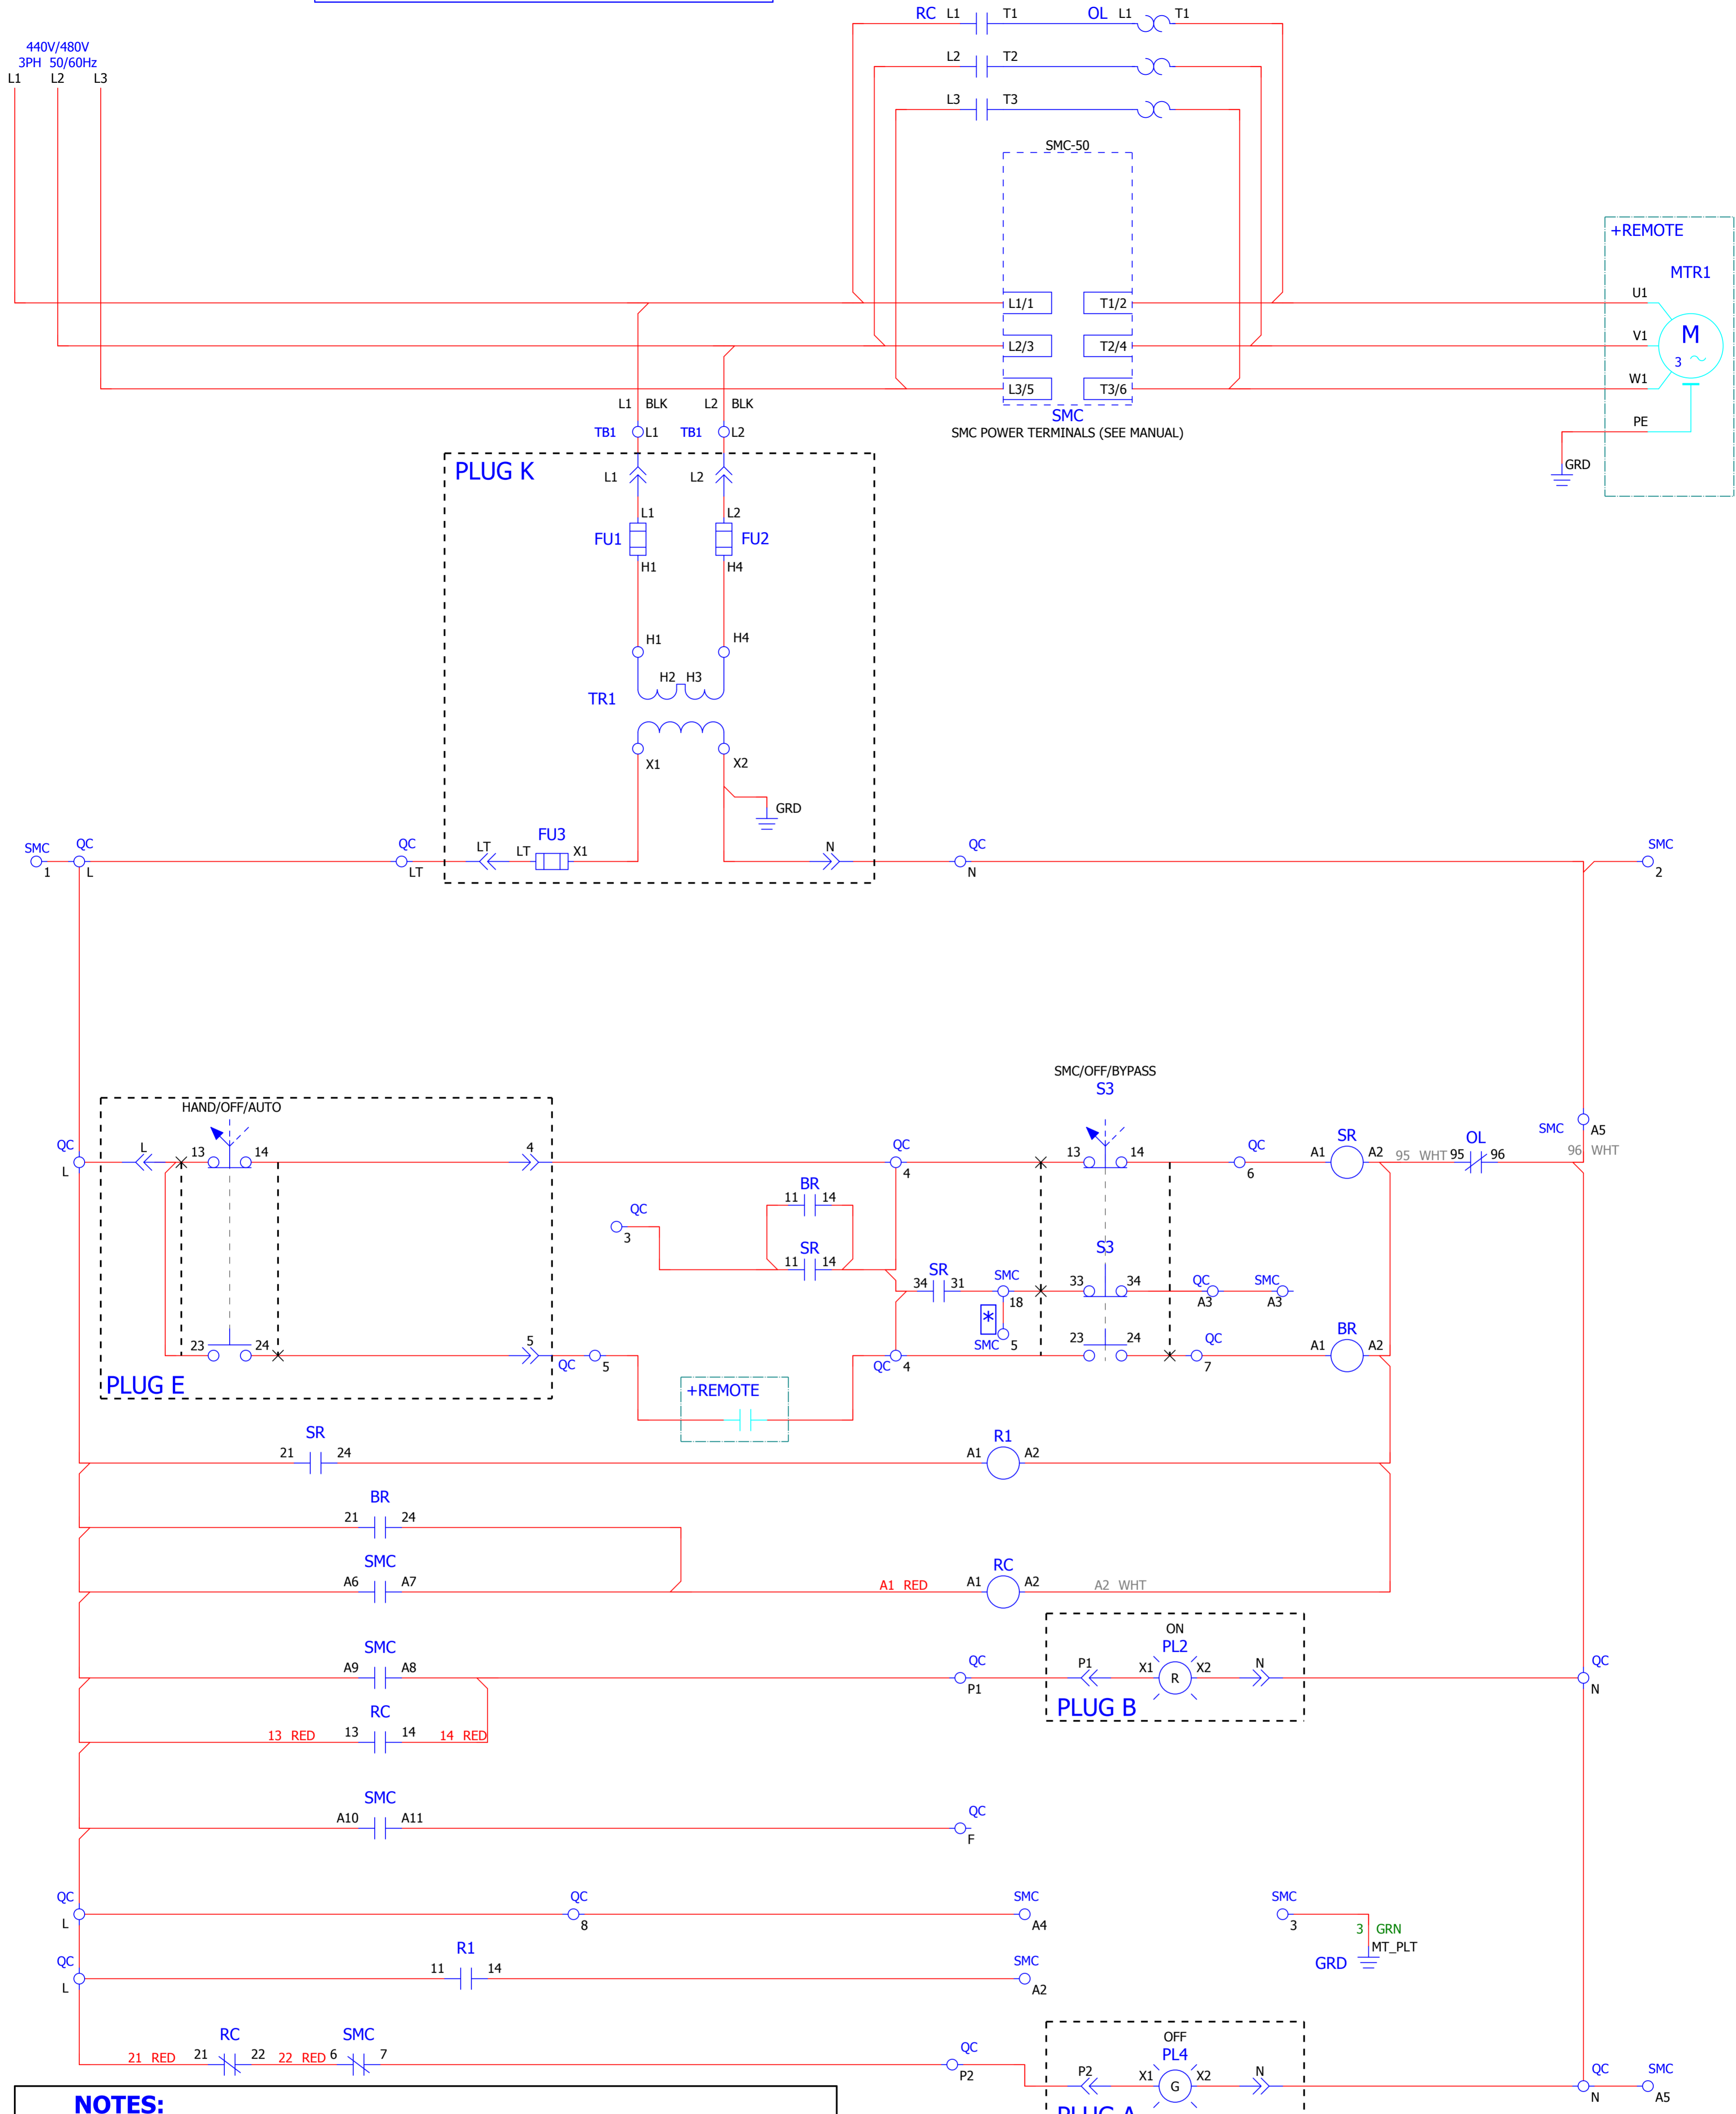 RC L1 T1 OL L1 T1
440V/480V
3PH 50/60Hz
L1 L2 L3
L2 T2
L3 T3
SMC-50
+REMOTE
MTR1
L1/1 T1/2 U1
L2/3 T2/4 V1
M
3
L3/5 T3/6 W1
SMC
SMC POWER TERMINALS (SEE MANUAL)
PE
GRD
L1 BLK L2 BLK
TB1 L1 TB1 L2
PLUG K
L1 L2
L1 L2
FU1 FU2
H1 H4
H1 H4
H2 H3
TR1
X1 X2
GRD
SMC QC QC FU3 QC SMC
LT LT X1 N
1 L LT N 2
SMC/OFF/BYPASS
S3
HAND/OFF/AUTO
SMC A5
QC L 13 14 4 QC 13 14 QC SR OL
A1 A2 95 WHT 95 96 96 WHT
L 4 6
BR
11 14
QC
3
SR
11 14
S3
SR
34 31 SMC 33 34 QC SMC
18 A3 A3
*
23 24 5 SMC 5 23 24 QC BR
A1 A2
QC 5 QC 4 7
PLUG E
+REMOTE
SR
21 24
R1
A1 A2
BR
21 24
SMC
A6 A7
RC
A1 RED A1 A2 A2 WHT
ON
PL2
SMC
A9 A8 QC P1 X1 R X2 N QC
P1 N
PLUG B
RC
13 RED 13 14 14 RED
SMC
A10 A11 QC
F
QC QC SMC SMC
L 8 A4 3
3 GRN
MT_PLT
GRD
QC R1 SMC
11 14
L A2
OFF
PL4
RC SMC
21 RED 21 22 22 RED 6 7 QC
P2
P2 X1 G X2 N QC SMC
N A5
NOTES:
PLUG A